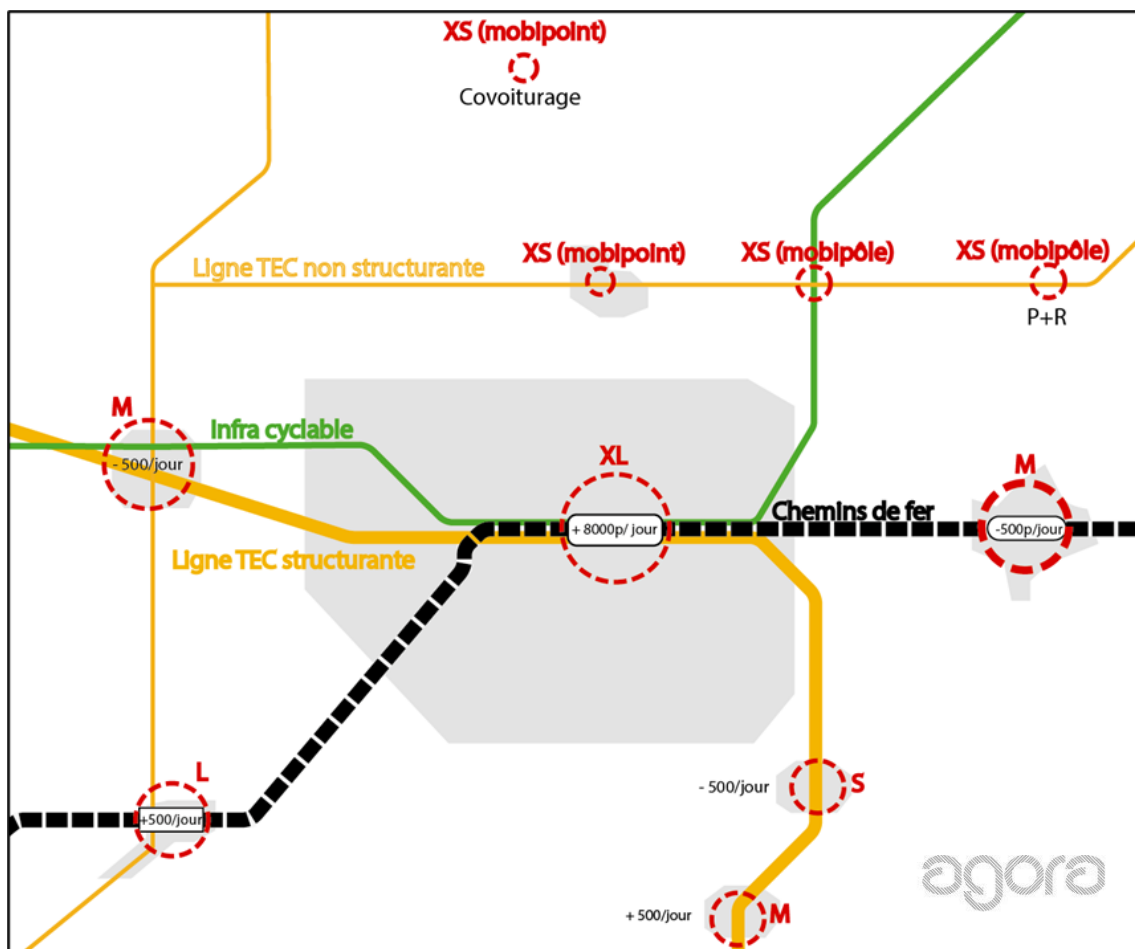 XS (mobipoint)
Covoiturage
XS (mobipoint)
XS (mobipôle)
XS (mobipôle)
Ligne TEC non structurante
P+R
M
Infra cyclable
- 500/jour
XL
M
Chemins de fer
+ 8000p/ jour
-500p/jour
Ligne TEC structurante
L
- 500/jour
S
+500/jour
agora
+ 500/jour
M